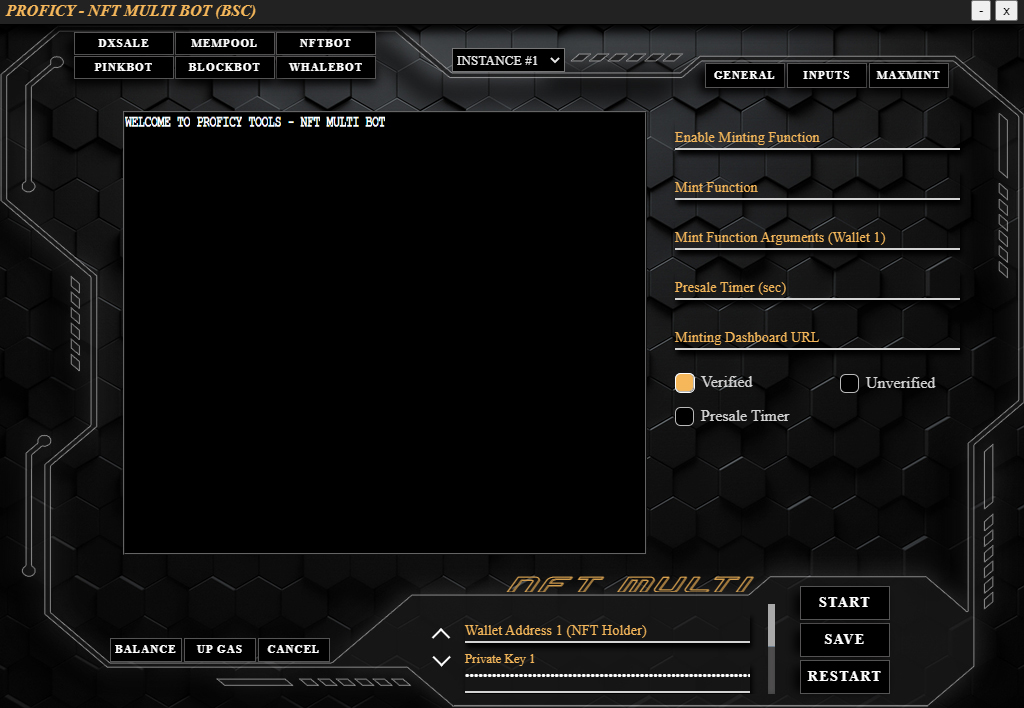 PROFICY - NFT MULTI BOT (BSC)
- x
DXSALE MEMPOOL NFTBOT
PINKBOT BLOCKBOT WHALEBOT
INSTANCE #1
GENERAL INPUTS MAXMINT
WELCOME TO PROFICY TOOLS - NFT MULTI BOT
Enable Minting Function
Mint Function
Mint Function Arguments (Wallet 1)
Presale Timer (sec)
Minting Dashboard URL
Verified Unverified
Presale Timer
NFT MULTI
BALANCE UP GAS CANCEL
Wallet Address 1 (NFT Holder)
Private Key 1
START
SAVE
RESTART